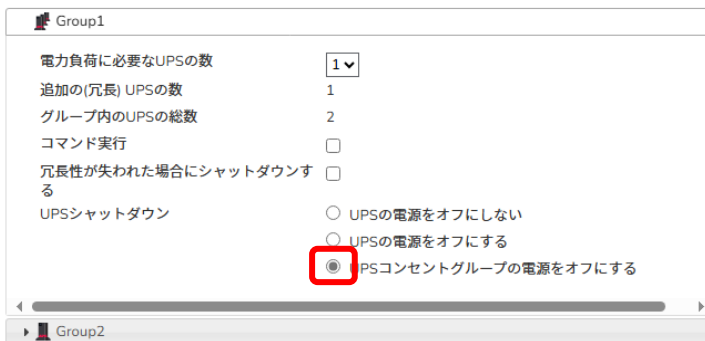 Group1
電力負荷に必要なUPSの数 1
追加の(冗長) UPSの数 1
グループ内のUPSの総数 2
コマンド実行
冗長性が失われた場合にシャットダウンす
る
UPSシャットダウン UPSの電源をオフにしない
UPSの電源をオフにする
UPSコンセントグループの電源をオフにする
Group2